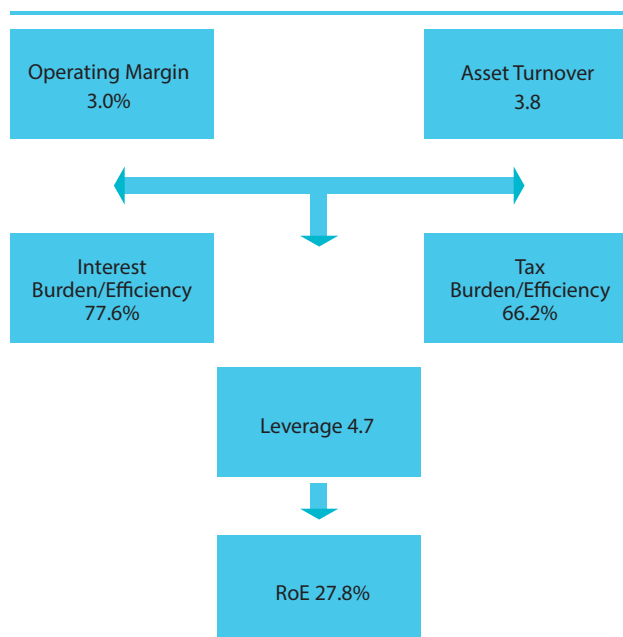 Operating Margin
3.0%
Asset Turnover
3.8
Interest
Burden/Efficiency
77.6%
Tax
Burden/Efficiency
66.2%
Leverage 4.7
RoE 27.8%